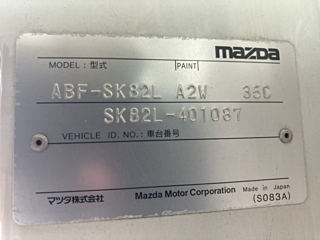 mazda
MODEL: 型式 PAINT
ABF-SK82L A2W 36C
SK82L-401087
VEHICLE ID. NO.: 車台番号
マツダ株式会社 Mazda Motor Corporation Made in Japan
(S083A)